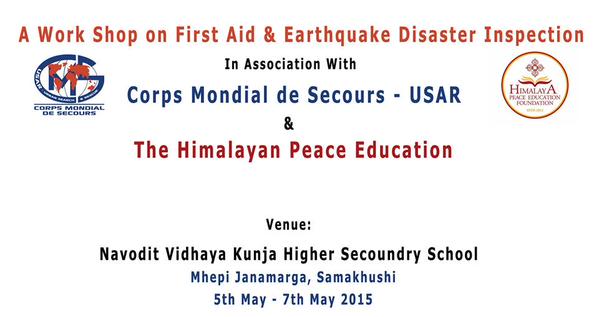 A Work Shop on First Aid & Earthquake Disaster Inspection
In Association With
Corps Mondial de Secours - USAR
&
The Himalayan Peace Education
CORPS MONDIAL
DE SECOURS
HIMALAYA
PEACE EDUCATION
FOUNDATION
Venue:
Navodit Vidhaya Kunja Higher Secoundry School
Mhepi Janamarga, Samakhushi
5th May - 7th May 2015